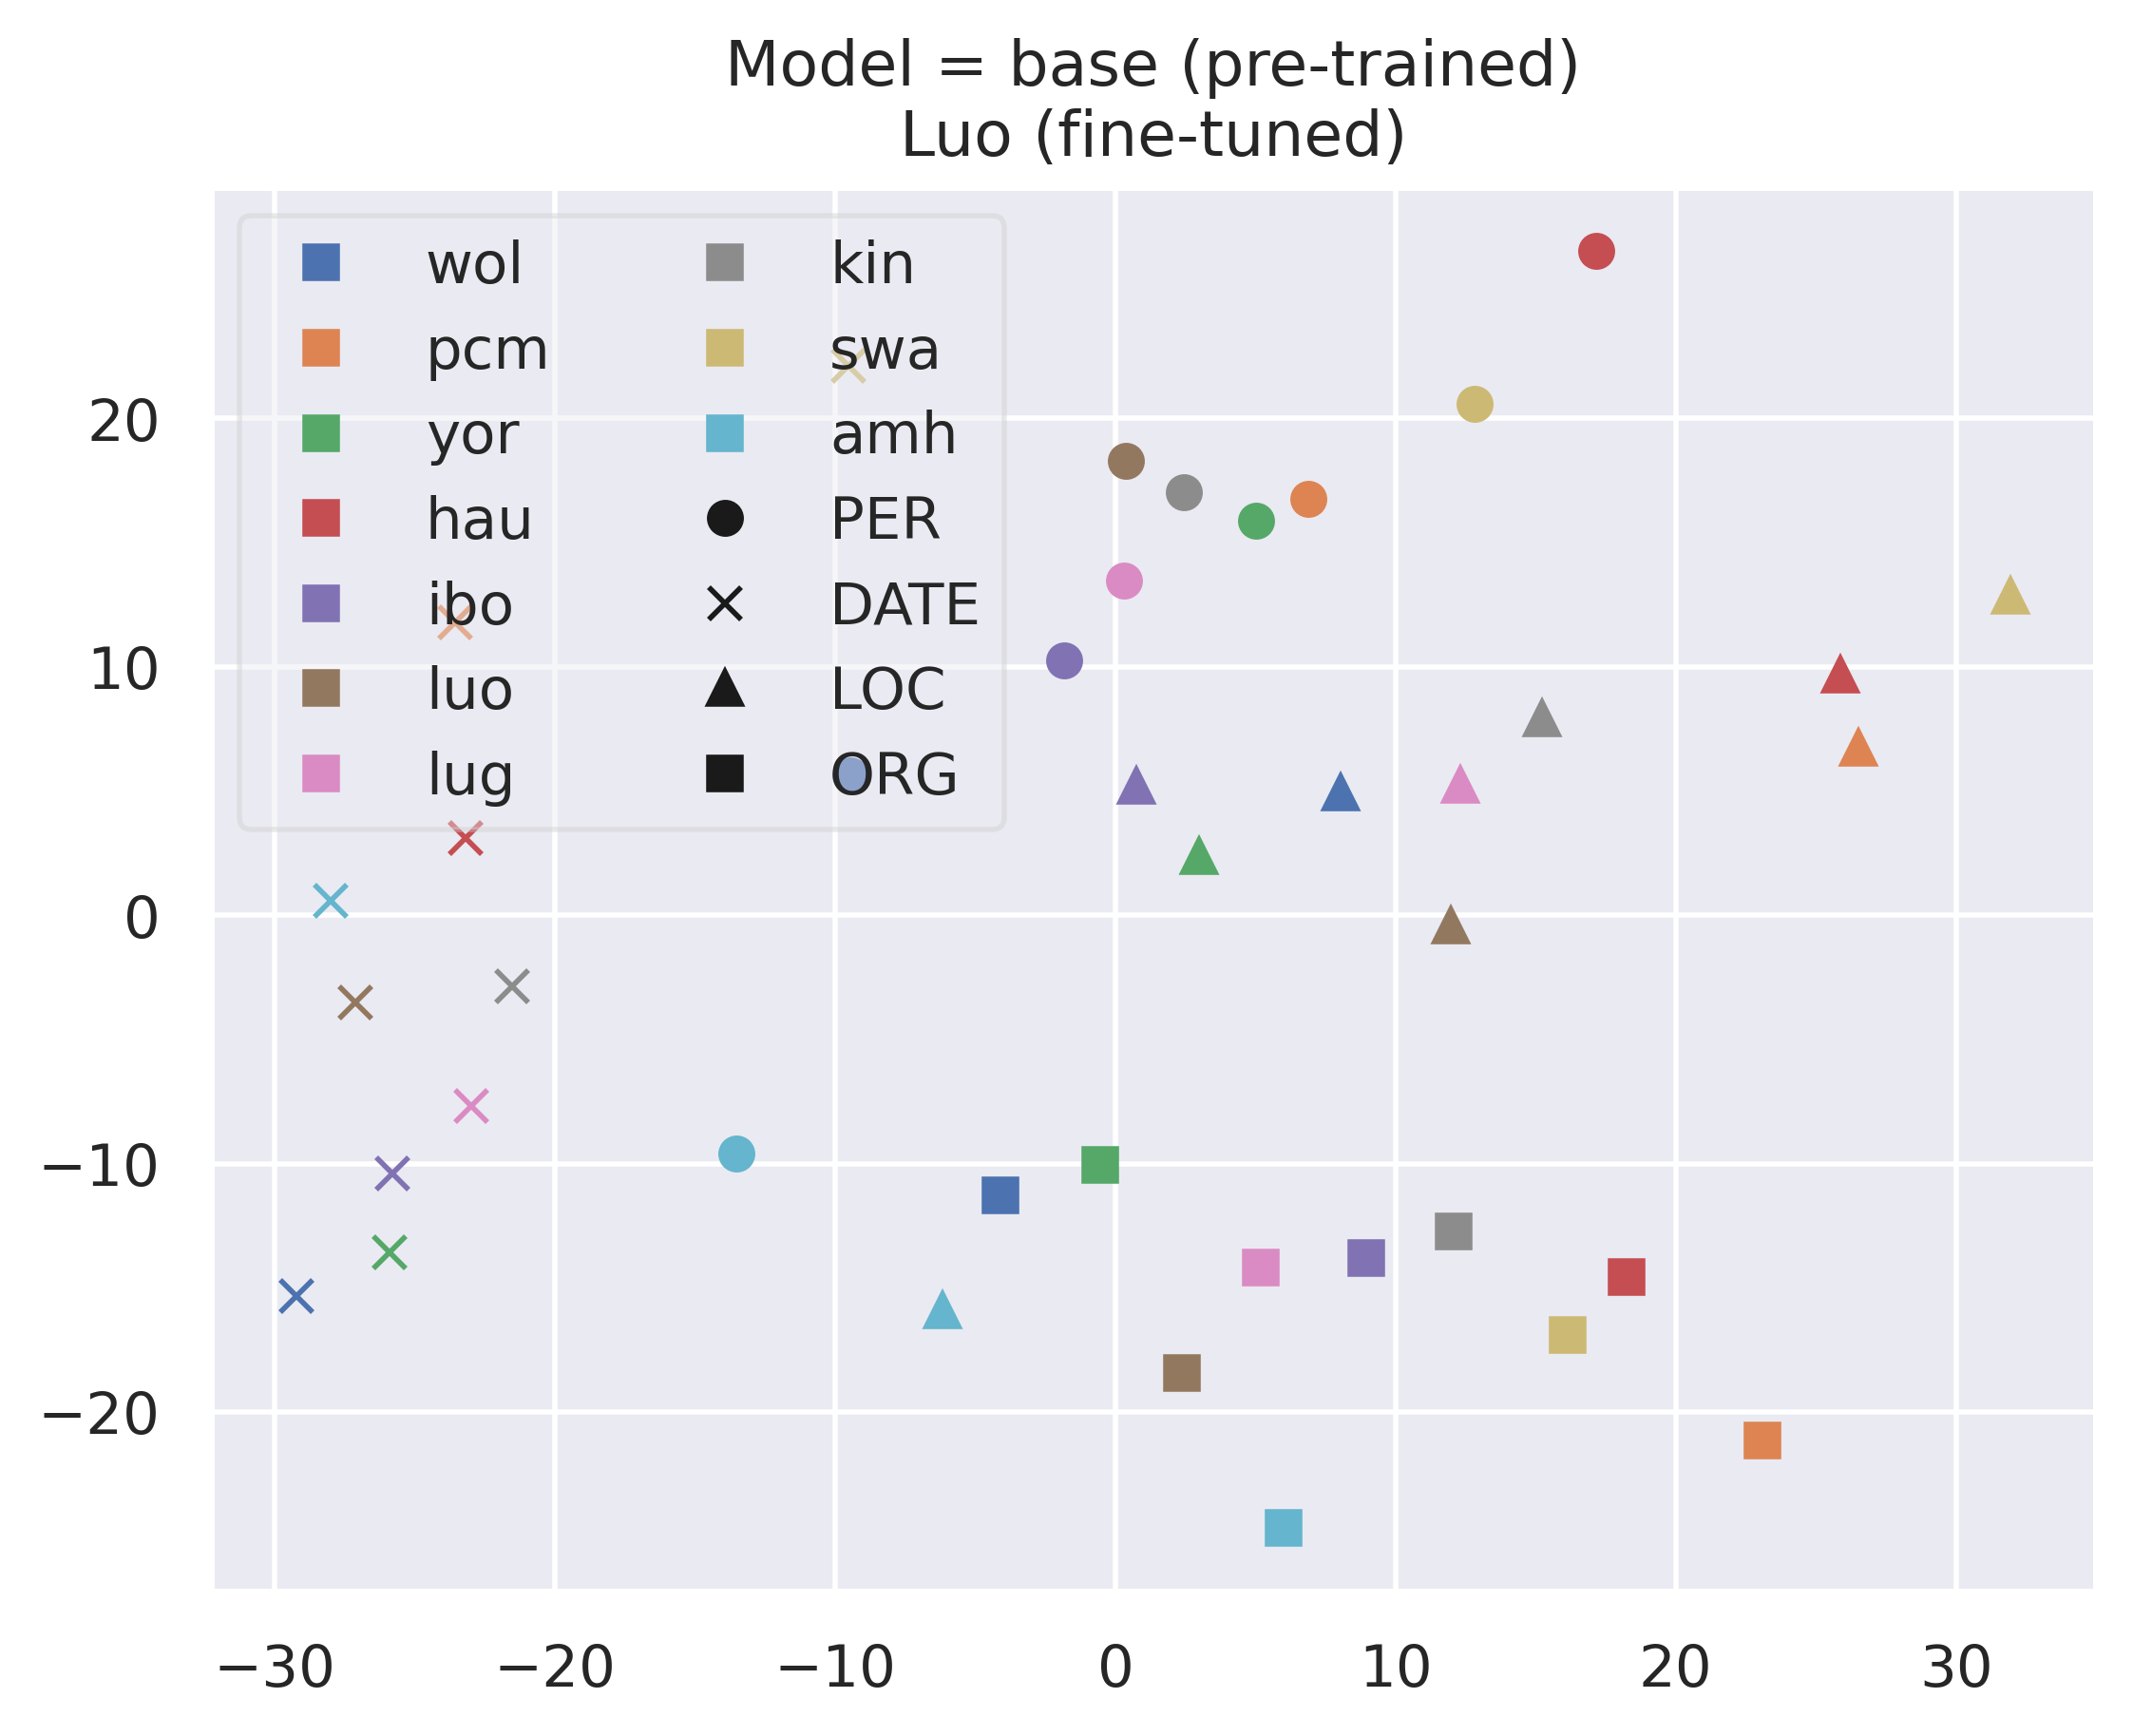 Model = base (pre-trained)
Luo (fine-tuned)
wol
pcm
yor
hau
ibo
luo
lug
kin
swa
amh
PER
DATE
LOC
ORG
20
10
0
−10
−20
−30 −20 −10 0 10 20 30